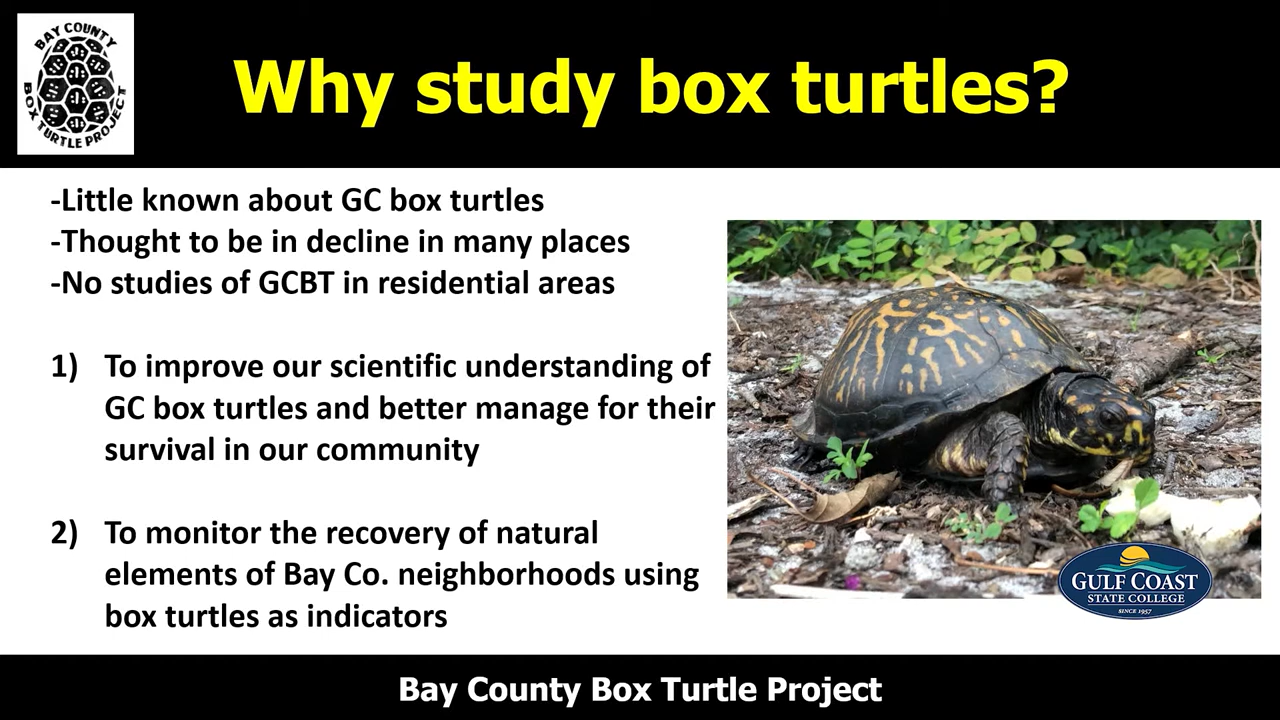 BAY COUNTY
BOX TURTLE PROJECT
Why study box turtles?
-Little known about GC box turtles
-Thought to be in decline in many places
-No studies of GCBT in residential areas
1) To improve our scientific understanding of
GC box turtles and better manage for their
survival in our community
2) To monitor the recovery of natural
elements of Bay Co. neighborhoods using
box turtles as indicators
GULF COAST
STATE COLLEGE
SINCE 1957
Bay County Box Turtle Project